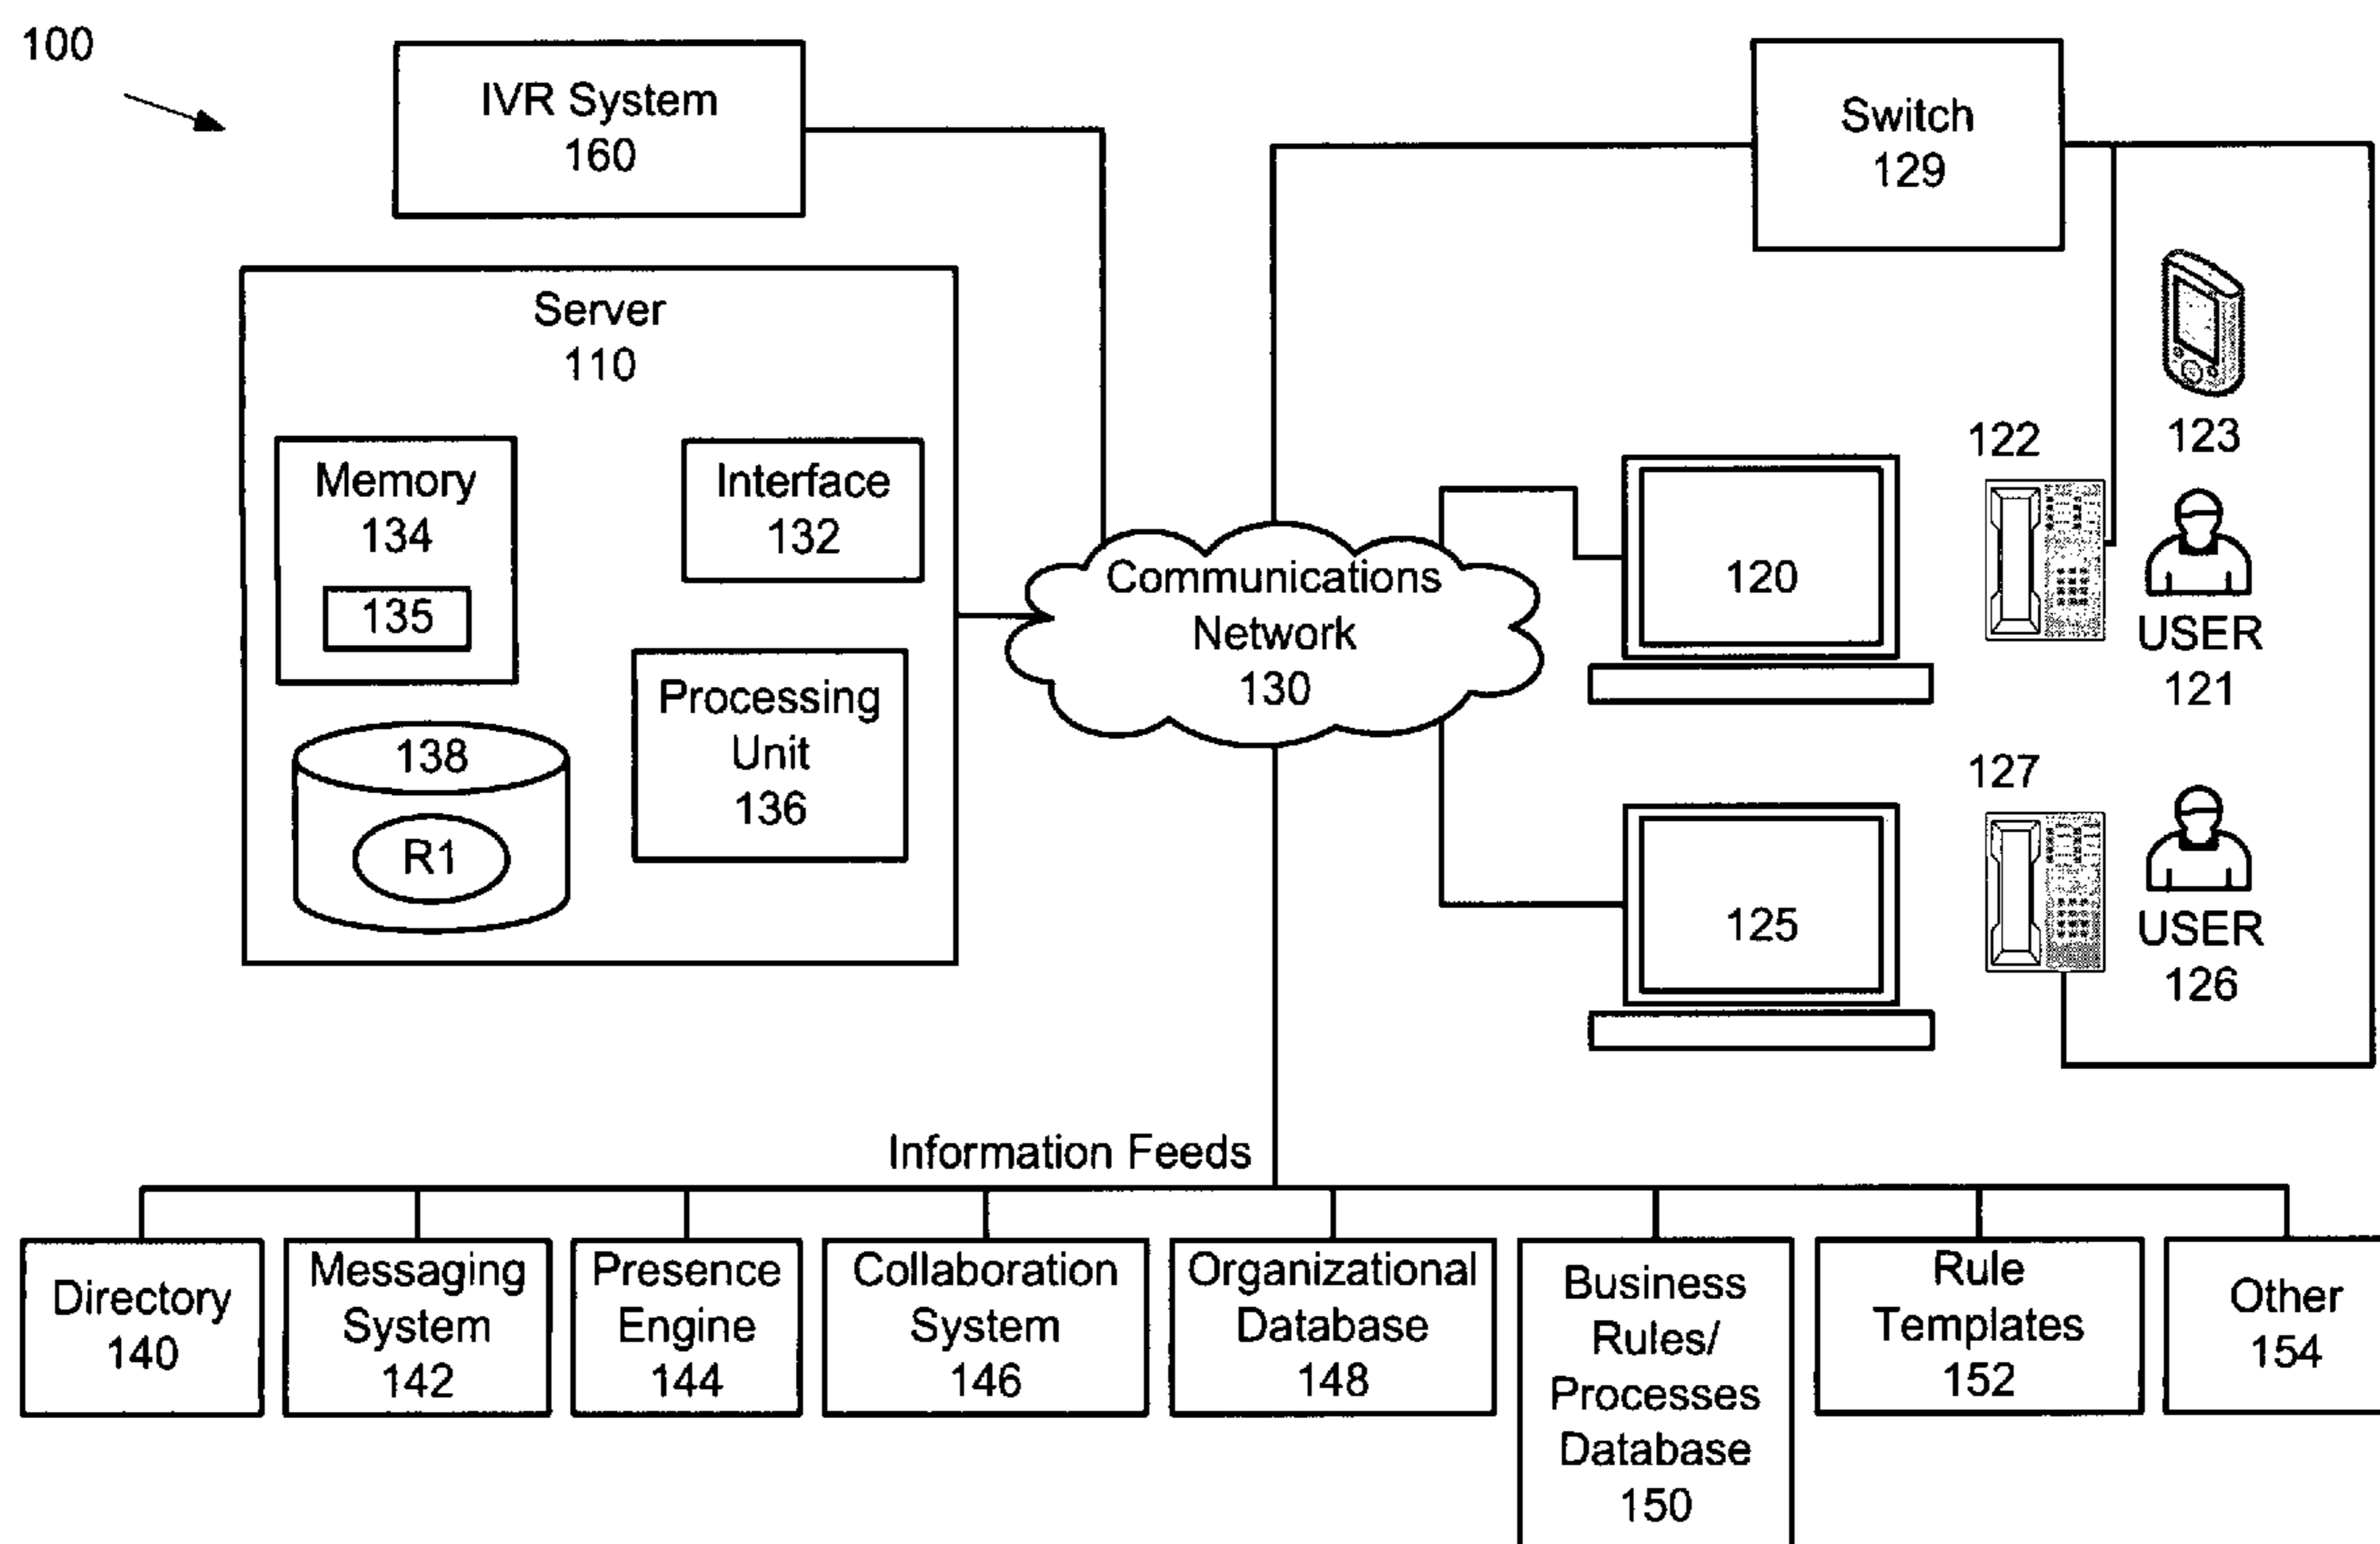 100
IVR System
160
Switch
129
Server
110
Memory
134
135
Interface
132
Processing
Unit
136
138
R1
Communications
Network
130
120
122
123
USER
121
125
127
USER
126
Information Feeds
Directory
140
Messaging
System
142
Presence
Engine
144
Collaboration
System
146
Organizational
Database
148
Business
Rules/
Processes
Database
150
Rule
Templates
152
Other
154